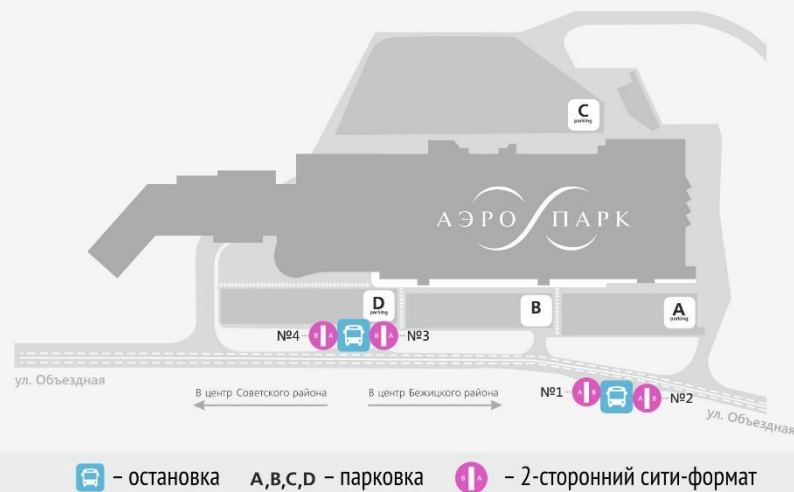 C
parking
АЭРО ПАРК
D
parking
B
A
parking
№4
B A
B A
№3
ул. Объездная
В центр Советского района
В центр Бежицкого района
№1
A B
A B
№2
ул. Объездная
– остановка
A,B,C,D – парковка
B A
– 2-сторонний сити-формат